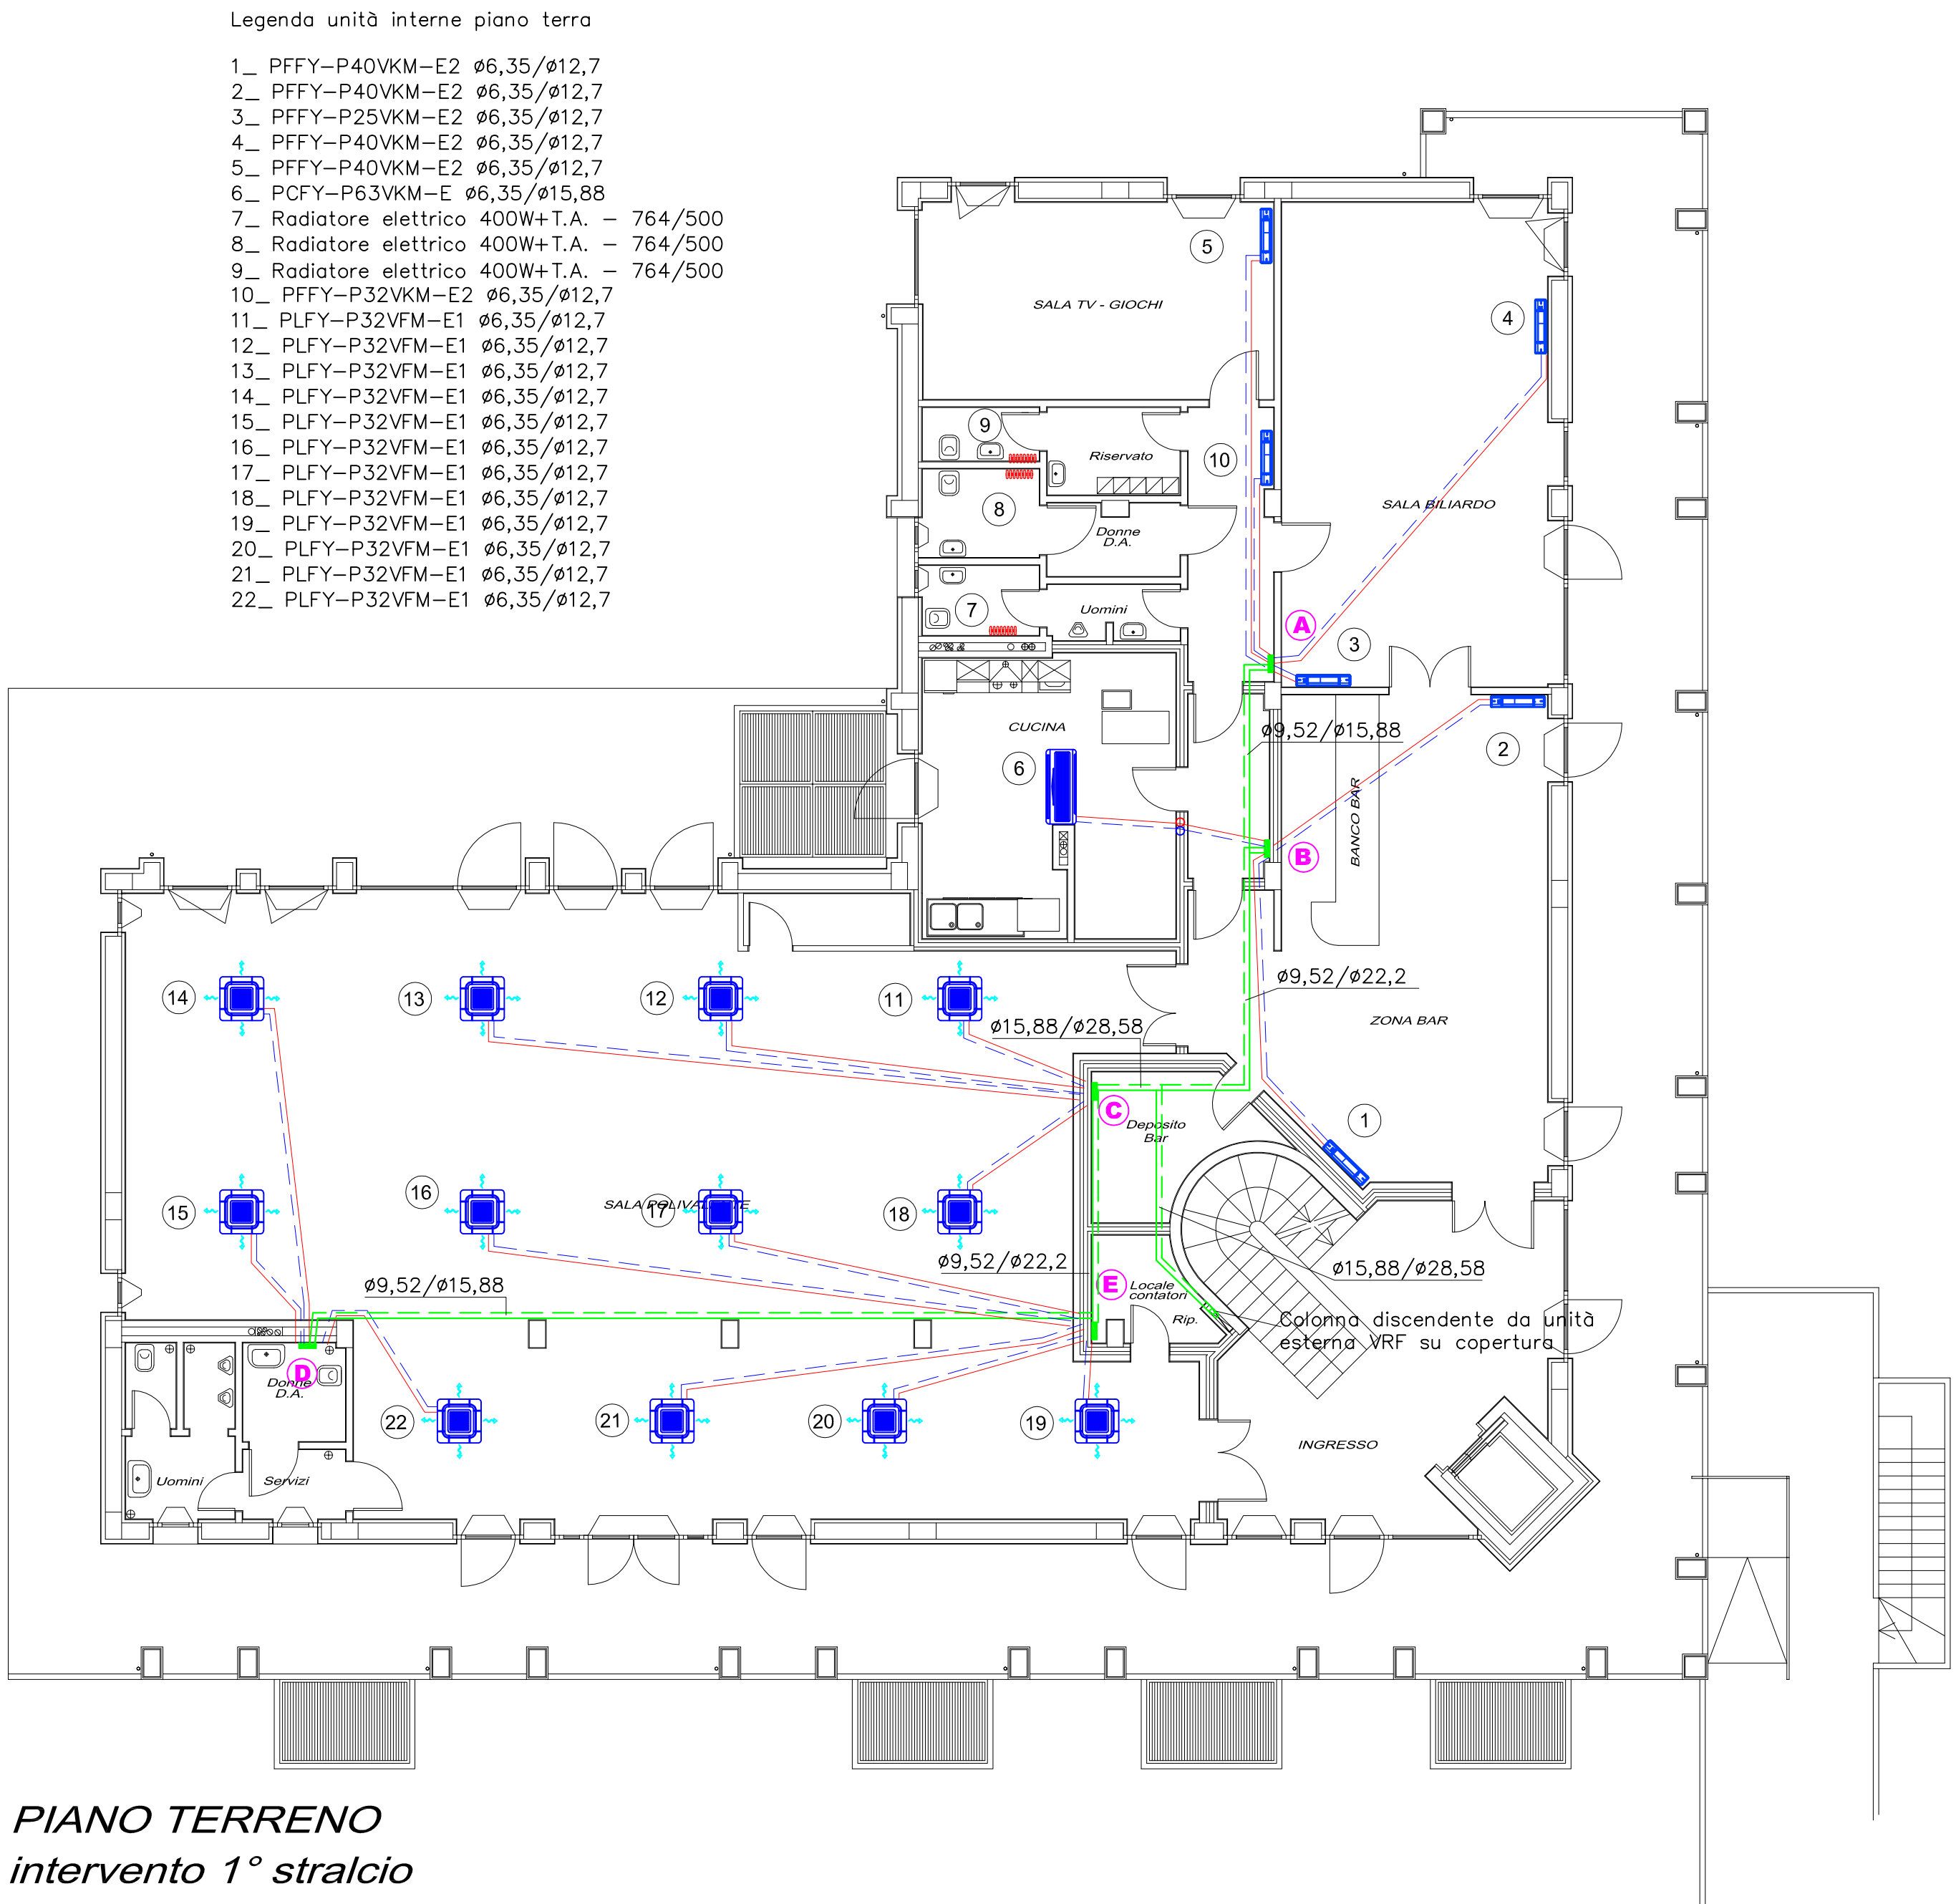 Legenda unità interne piano terra
1_ PFFY-P40VKM-E2 ø6,35/ø12,7
2_ PFFY-P40VKM-E2 ø6,35/ø12,7
3_ PFFY-P25VKM-E2 ø6,35/ø12,7
4_ PFFY-P40VKM-E2 ø6,35/ø12,7
5_ PFFY-P40VKM-E2 ø6,35/ø12,7
6_ PCFY-P63VKM-E ø6,35/ø15,88
7_ Radiatore elettrico 400W+T.A. - 764/500
8_ Radiatore elettrico 400W+T.A. - 764/500
9_ Radiatore elettrico 400W+T.A. - 764/500
10_ PFFY-P32VKM-E2 ø6,35/ø12,7
11_ PLFY-P32VFM-E1 ø6,35/ø12,7
12_ PLFY-P32VFM-E1 ø6,35/ø12,7
13_ PLFY-P32VFM-E1 ø6,35/ø12,7
14_ PLFY-P32VFM-E1 ø6,35/ø12,7
15_ PLFY-P32VFM-E1 ø6,35/ø12,7
16_ PLFY-P32VFM-E1 ø6,35/ø12,7
17_ PLFY-P32VFM-E1 ø6,35/ø12,7
18_ PLFY-P32VFM-E1 ø6,35/ø12,7
19_ PLFY-P32VFM-E1 ø6,35/ø12,7
20_ PLFY-P32VFM-E1 ø6,35/ø12,7
21_ PLFY-P32VFM-E1 ø6,35/ø12,7
22_ PLFY-P32VFM-E1 ø6,35/ø12,7
5
SALA TV - GIOCHI
4
9
Riservato
10
8
SALA BILIARDO
Donne
D.A.
7
Uomini
A
3
CUCINA
ø9,52/ø15,88
2
6
BANCO BAR
B
ø9,52/ø22,2
14
13
12
11
ø15,88/ø28,58
ZONA BAR
C
Deposito
Bar
1
15
16
SALA POLIVALENTE
17
18
ø9,52/ø22,2
ø15,88/ø28,58
ø9,52/ø15,88
E
Locale
contatori
Rip.
Colonna discendente da unità
esterna VRF su copertura
D
Donne
D.A.
22
21
20
19
INGRESSO
Uomini
Servizi
PIANO TERRENO
intervento 1° stralcio